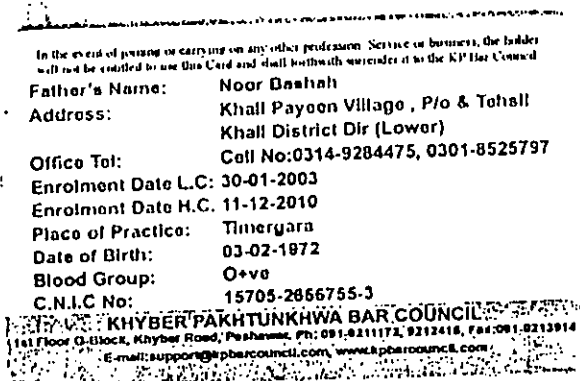 In the event of joining or carrying on any other profession Service or business, the holder
will not be entitled to use this Card and shall forthwith surrender it to the KP Bar Council
Father's Name: Noor Bashah
Address: Khall Payeen Village , P/o & Tehsil
Khall District Dir (Lower)
Office Tel: Cell No:0314-9284475, 0301-8525797
Enrolment Date L.C: 30-01-2003
Enrolment Date H.C. 11-12-2010
Place of Practice: Timergara
Date of Birth: 03-02-1972
Blood Group: O+ve
C.N.I.C No: 15705-2656755-3
KHYBER PAKHTUNKHWA BAR COUNCIL
1st Floor G-Block, Khyber Road, Peshawar, Ph: 091-9211172, 9212416, Fax:091-9213914
E-mail:support@kpbarcouncil.com, www.kpbarcouncil.com